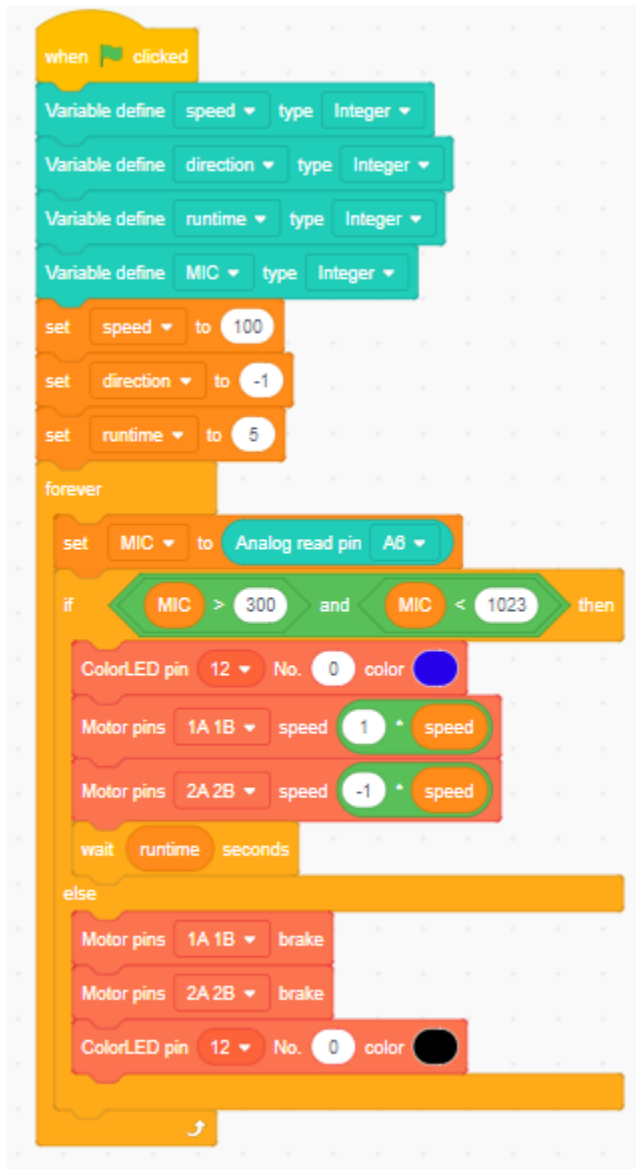 when clicked
Variable define speed type Integer
Variable define direction type Integer
Variable define runtime type Integer
Variable define MIC type Integer
set speed to 100
set direction to -1
set runtime to 5
forever
set MIC to Analog read pin A6
if MIC > 300 and MIC < 1023 then
ColorLED pin 12 No. 0 color
Motor pins 1A 1B speed 1 * speed
Motor pins 2A 2B speed -1 * speed
wait runtime seconds
else
Motor pins 1A 1B brake
Motor pins 2A 2B brake
ColorLED pin 12 No. 0 color